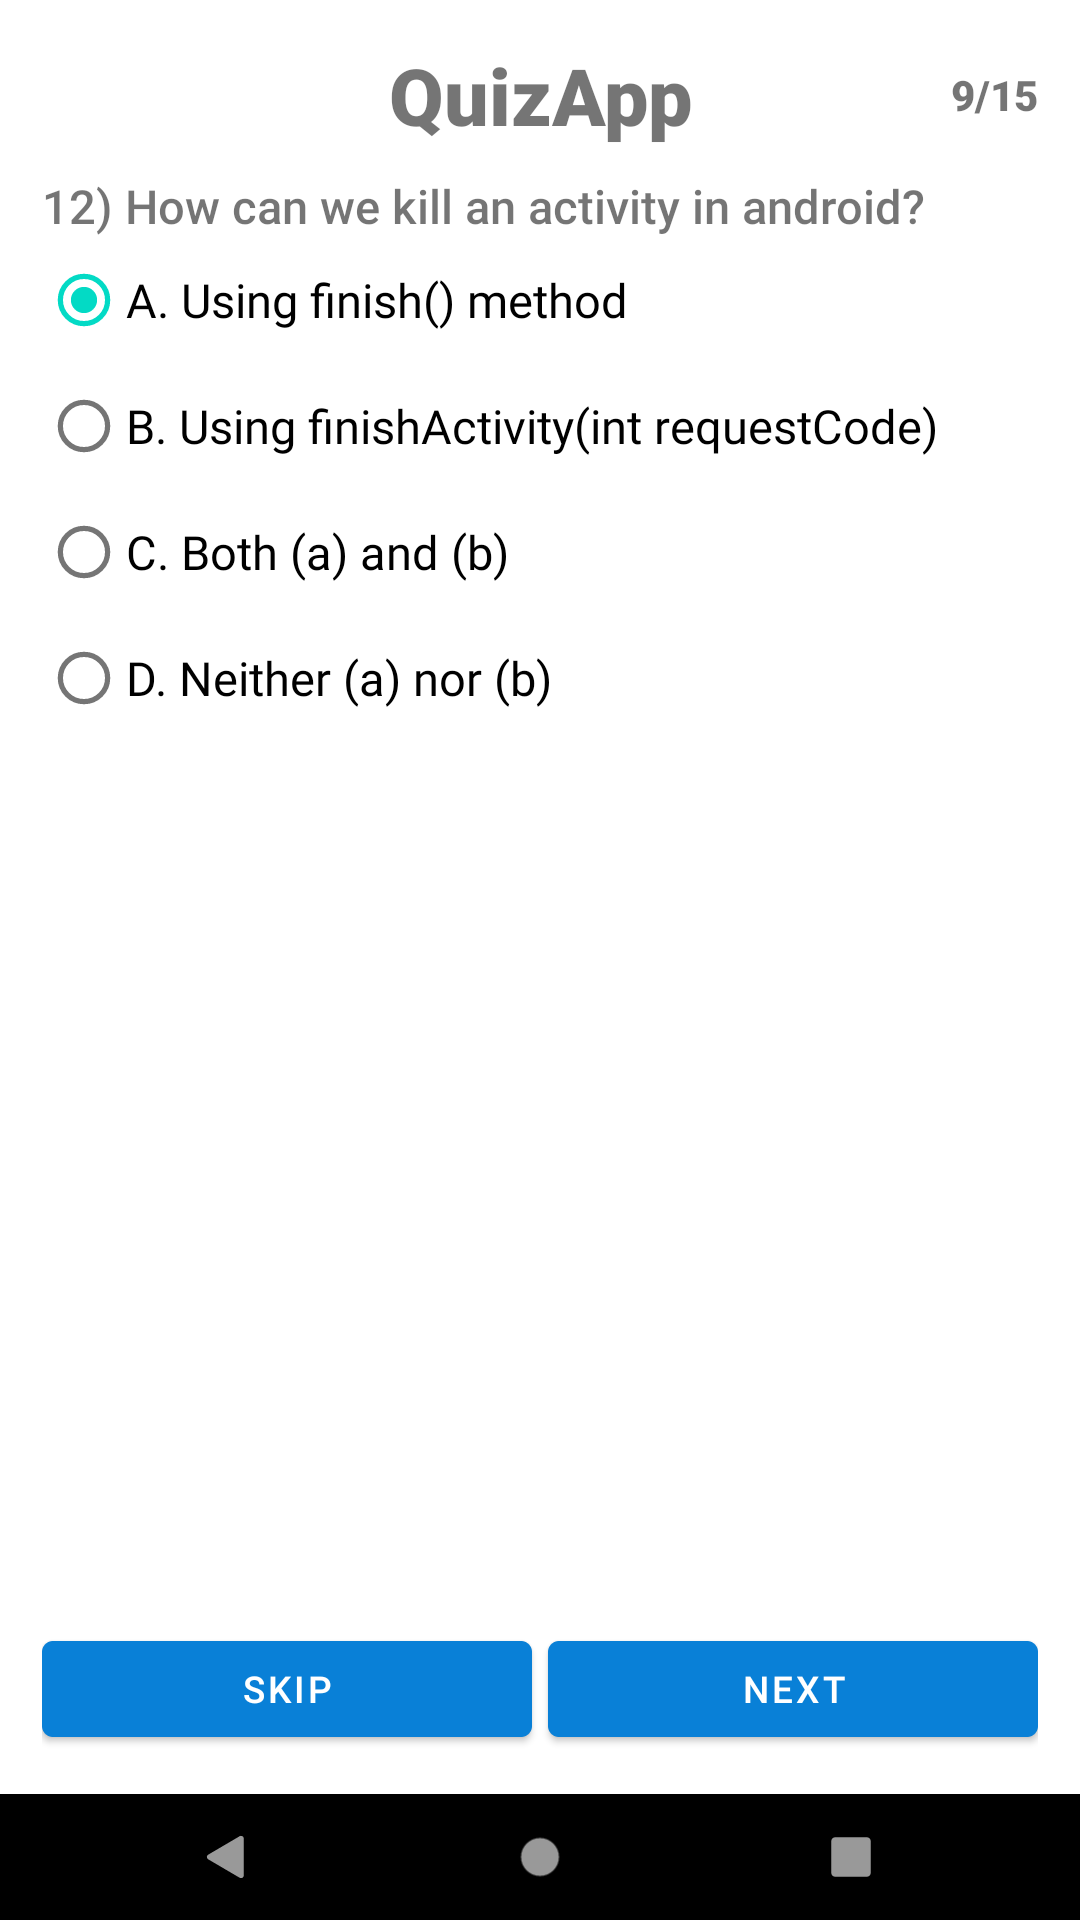 QuizApp
9/15
12) How can we kill an activity in android?
A. Using finish() method
B. Using finishActivity(int requestCode)
C. Both (a) and (b)
D. Neither (a) nor (b)
SKIP
NEXT